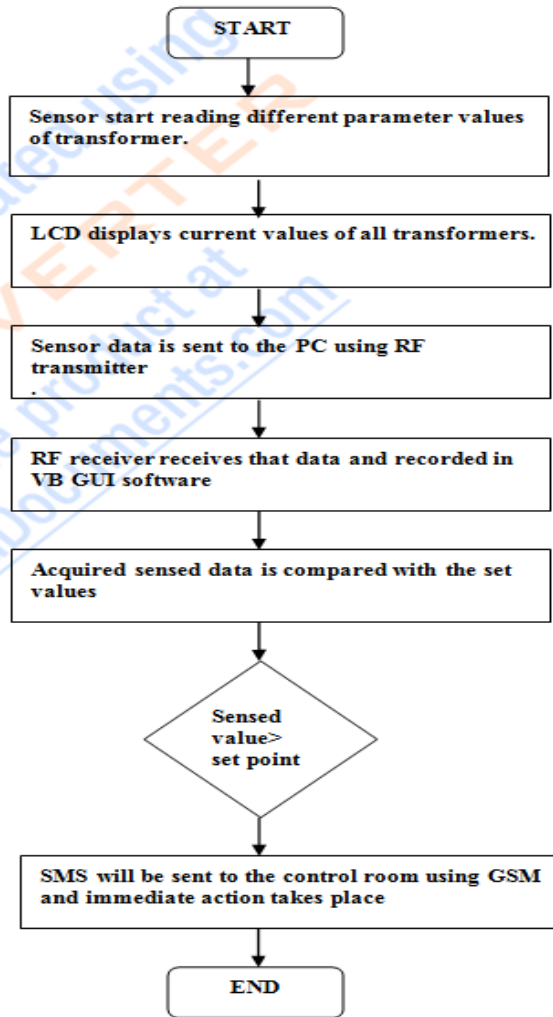 START
Sensor start reading different parameter values
of transformer.
LCD displays current values of all transformers.
Sensor data is sent to the PC using RF
transmitter
.
RF receiver receives that data and recorded in
VB GUI software
Acquired sensed data is compared with the set
values
Sensed
value>
set point
SMS will be sent to the control room using GSM
and immediate action takes place
END